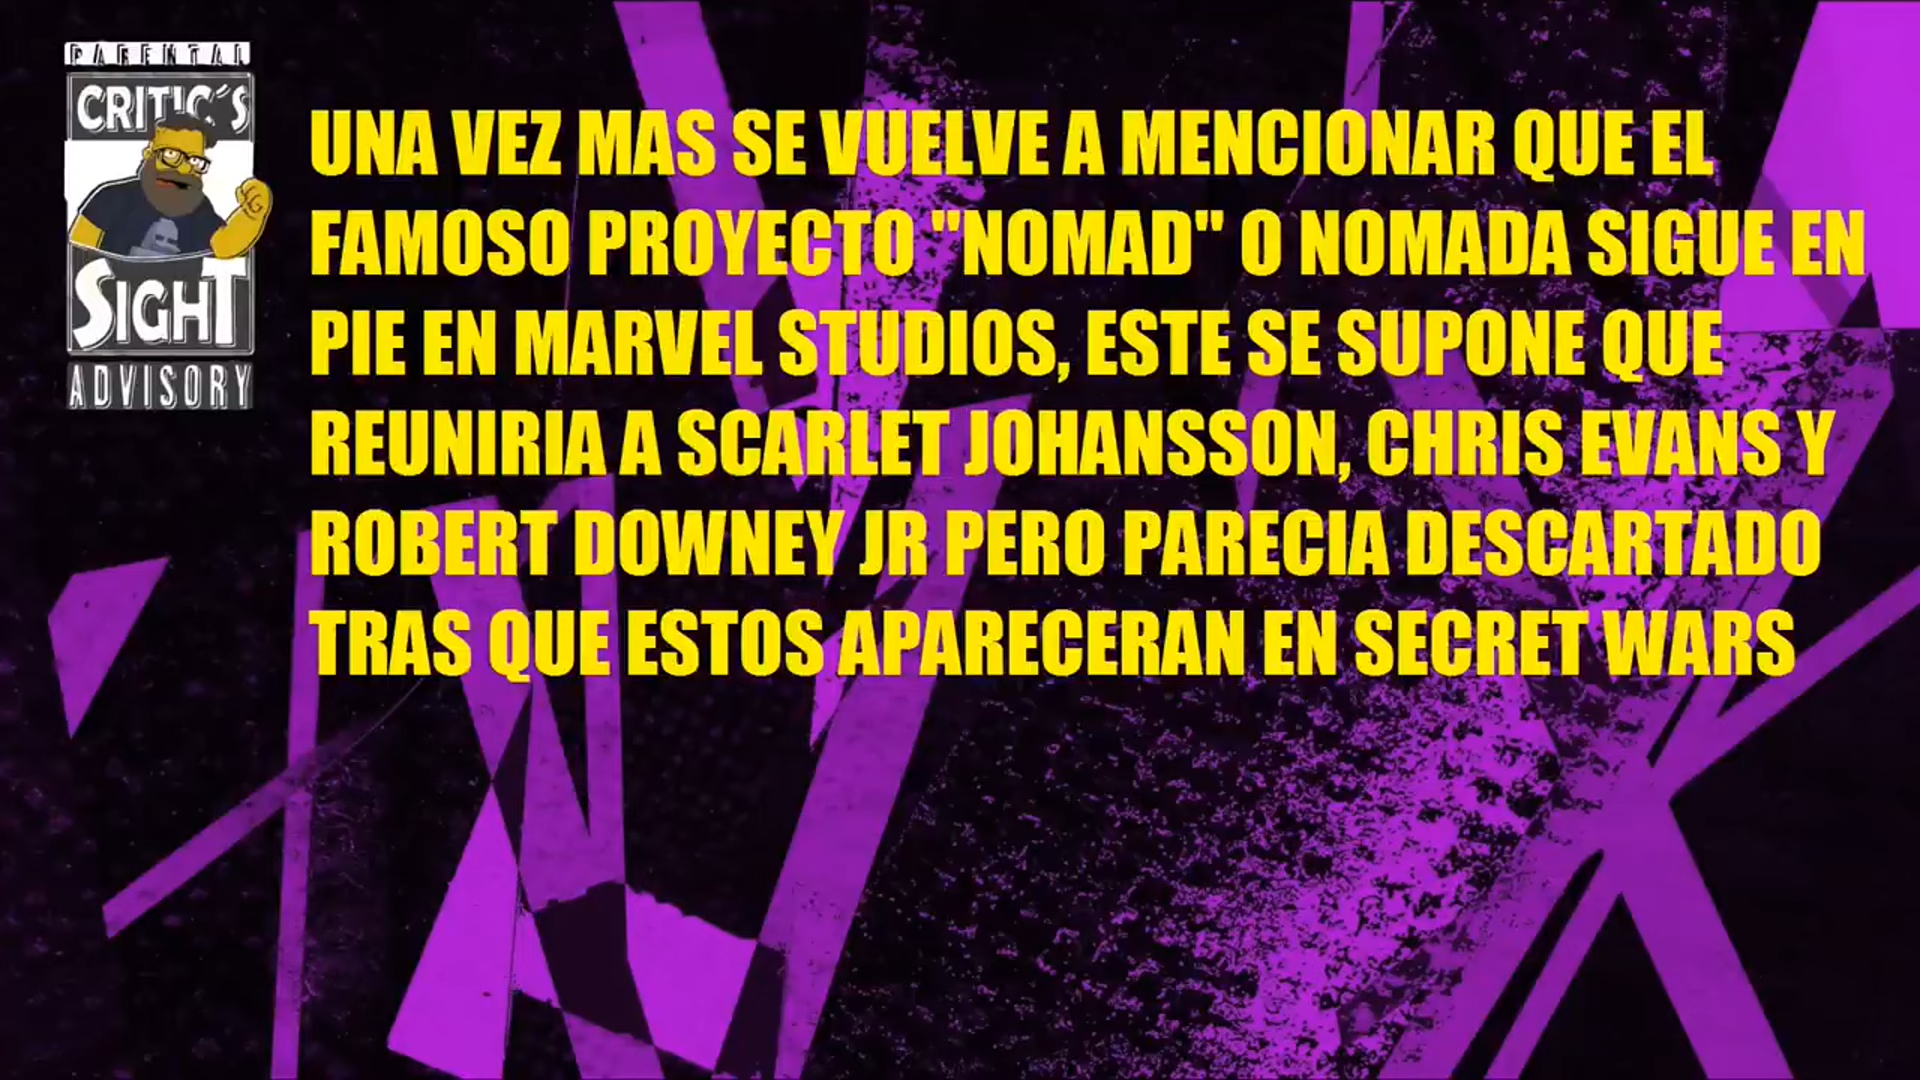 PARENTAL
CRITIC´S
SIGHT
ADVISORY
UNA VEZ MAS SE VUELVE A MENCIONAR QUE EL
FAMOSO PROYECTO "NOMAD" O NOMADA SIGUE EN
PIE EN MARVEL STUDIOS, ESTE SE SUPONE QUE
REUNIRIA A SCARLET JOHANSSON, CHRIS EVANS Y
ROBERT DOWNEY JR PERO PARECIA DESCARTADO
TRAS QUE ESTOS APARECERAN EN SECRET WARS